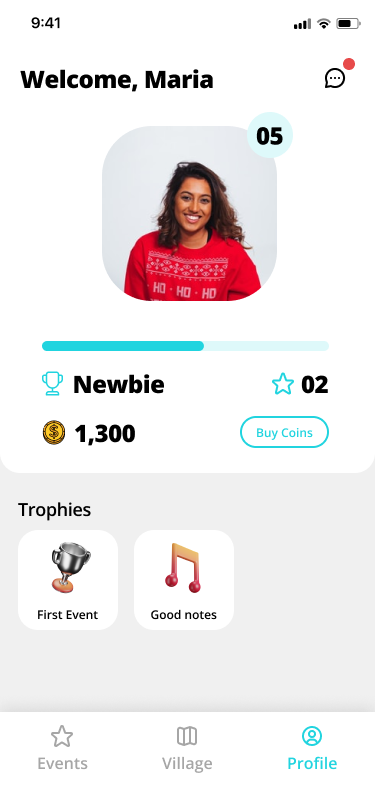 9:41
Welcome, Maria
05
HO · HO · HO
Newbie
02
1,300
Buy Coins
Trophies
First Event
Good notes
Events
Village
Profile